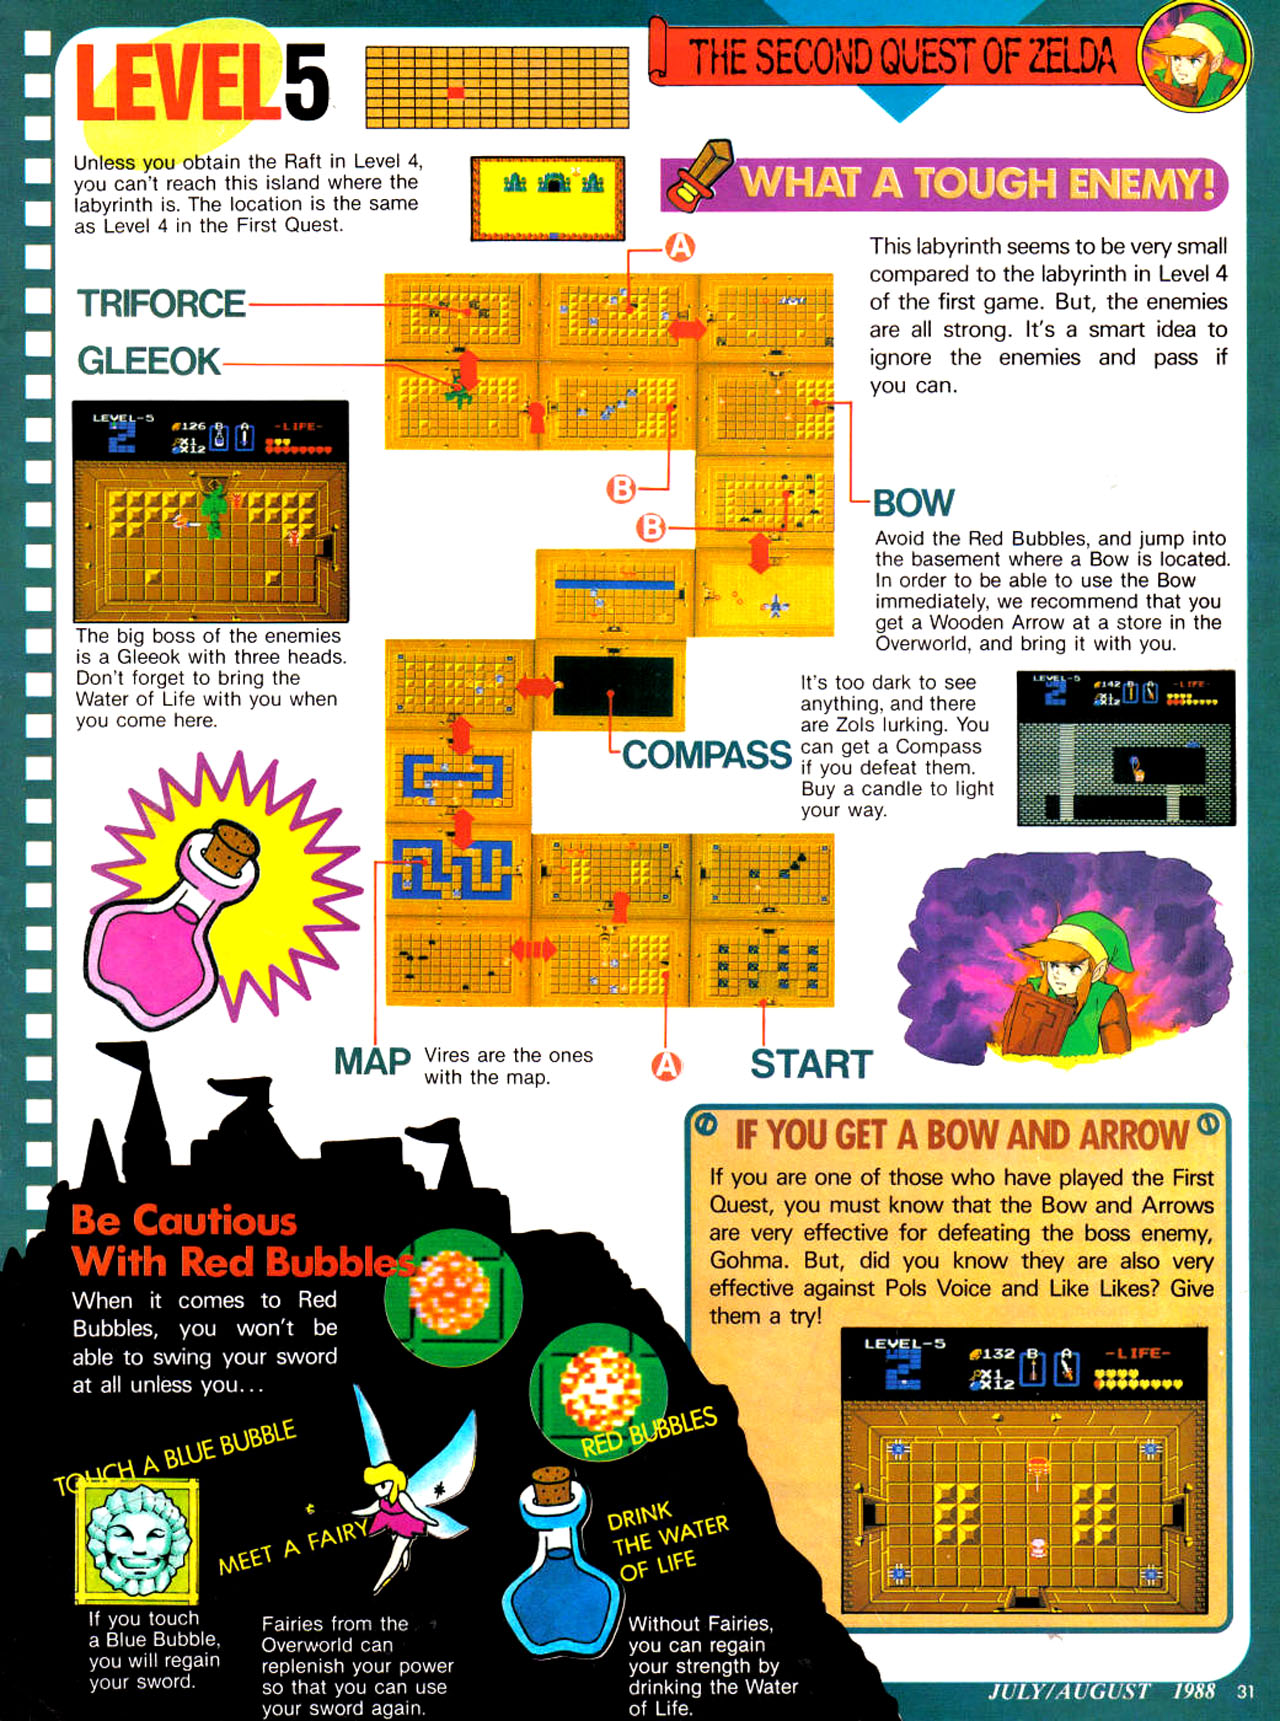 LEVEL 5
THE SECOND QUEST OF ZELDA
Unless you obtain the Raft in Level 4,
you can't reach this island where the
labyrinth is. The location is the same
as Level 4 in the First Quest.
WHAT A TOUGH ENEMY!
This labyrinth seems to be very small
compared to the labyrinth in Level 4
of the first game. But, the enemies
are all strong. It's a smart idea to
ignore the enemies and pass if
you can.
A
TRIFORCE
GLEEOK
LEVEL-5
126 B A -LIFE-
X1
X12
The big boss of the enemies
is a Gleeok with three heads.
Don't forget to bring the
Water of Life with you when
you come here.
B
B
BOW
Avoid the Red Bubbles, and jump into
the basement where a Bow is located.
In order to be able to use the Bow
immediately, we recommend that you
get a Wooden Arrow at a store in the
Overworld, and bring it with you.
COMPASS
It's too dark to see
anything, and there
are Zols lurking. You
can get a Compass
if you defeat them.
Buy a candle to light
your way.
LEVEL-5
142 B A -LIFE-
X1
X12
MAP
Vires are the ones
with the map.
A
START
Be Cautious
With Red Bubbles
When it comes to Red
Bubbles, you won't be
able to swing your sword
at all unless you...
RED BUBBLES
TOUCH A BLUE BUBBLE
If you touch
a Blue Bubble,
you will regain
your sword.
MEET A FAIRY
Fairies from the
Overworld can
replenish your power
so that you can use
your sword again.
DRINK
THE WATER
OF LIFE
Without Fairies,
you can regain
your strength by
drinking the Water
of Life.
IF YOU GET A BOW AND ARROW
If you are one of those who have played the First
Quest, you must know that the Bow and Arrows
are very effective for defeating the boss enemy,
Gohma. But, did you know they are also very
effective against Pols Voice and Like Likes? Give
them a try!
LEVEL-5
132 B A -LIFE-
X1
X12
JULY/AUGUST 1988 31